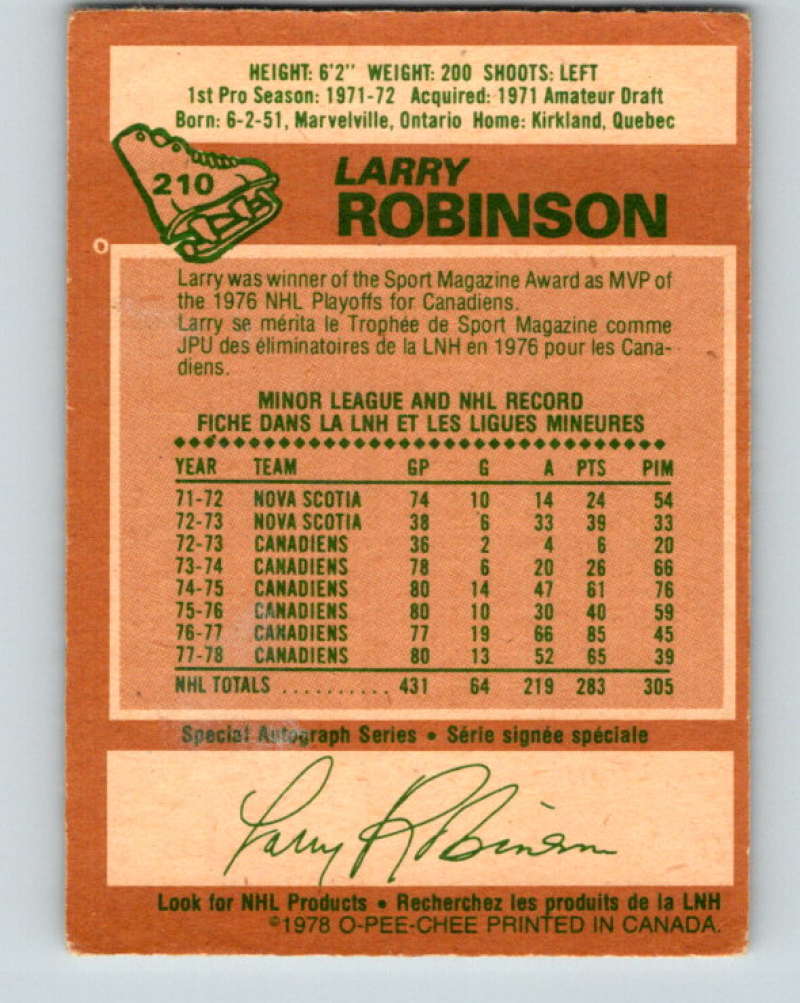 HEIGHT: 6'2" WEIGHT: 200 SHOOTS: LEFT
1st Pro Season: 1971-72 Acquired: 1971 Amateur Draft
Born: 6-2-51, Marvelville, Ontario Home: Kirkland, Quebec
210
LARRY
ROBINSON
Larry was winner of the Sport Magazine Award as MVP of
the 1976 NHL Playoffs for Canadiens.
Larry se mérita le Trophée de Sport Magazine comme
JPU des éliminatoires de la LNH en 1976 pour les Cana-
diens.
MINOR LEAGUE AND NHL RECORD
FICHE DANS LA LNH ET LES LIGUES MINEURES
YEAR TEAM GP G A PTS PIM
71-72 NOVA SCOTIA 74 10 14 24 54
72-73 NOVA SCOTIA 38 6 33 39 33
72-73 CANADIENS 36 2 4 6 20
73-74 CANADIENS 78 6 20 26 66
74-75 CANADIENS 80 14 47 61 76
75-76 CANADIENS 80 10 30 40 59
76-77 CANADIENS 77 19 66 85 45
77-78 CANADIENS 80 13 52 65 39
NHL TOTALS .......... 431 64 219 283 305
Special Autograph Series • Série signée spéciale
Larry Robinson
Look for NHL Products • Recherchez les produits de la LNH
©1978 O-PEE-CHEE PRINTED IN CANADA.